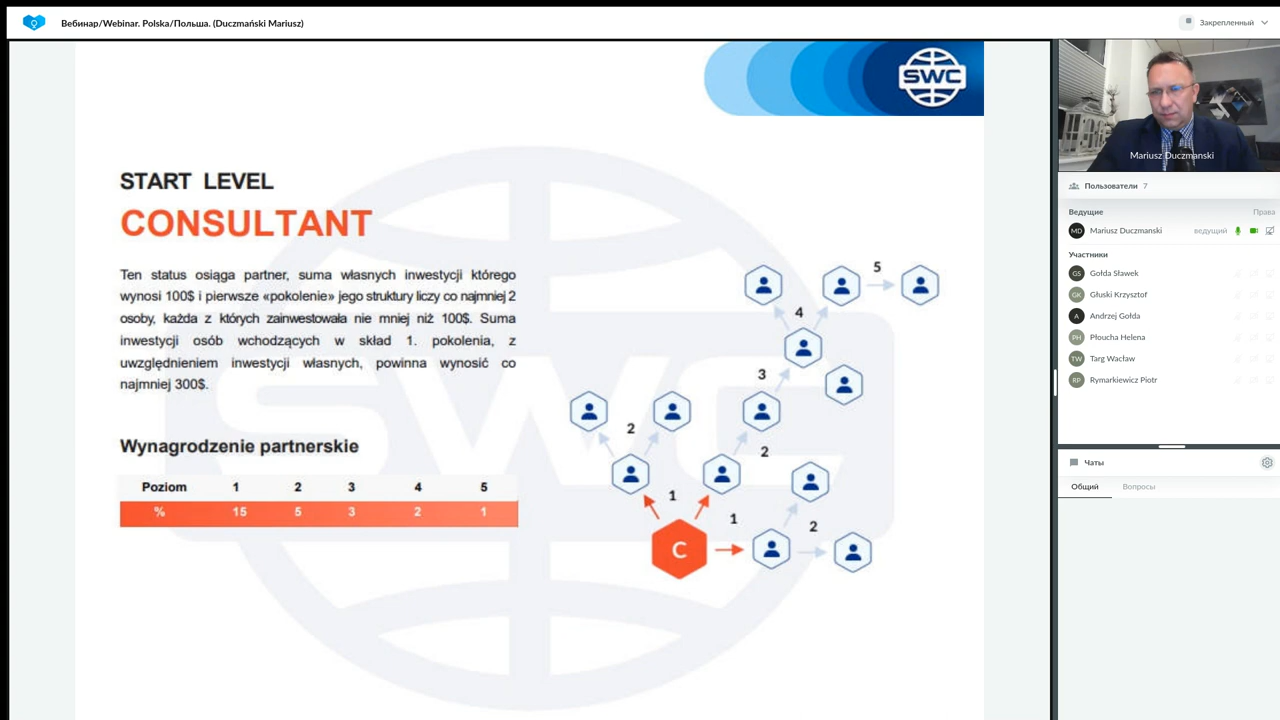 Вебинар/Webinar. Polska/Польша. (Duczmański Mariusz)
Закрепленный
SWC
START LEVEL
CONSULTANT
Ten status osiąga partner, suma własnych inwestycji którego
wynosi 100$ i pierwsze «pokolenie» jego struktury liczy co najmniej 2
osoby, każda z których zainwestowała nie mniej niż 100$. Suma
inwestycji osób wchodzących w skład 1. pokolenia, z
uwzględnieniem inwestycji własnych, powinna wynosić co
najmniej 300$.
Wynagrodzenie partnerskie
Poziom 1 2 3 4 5
% 15 5 3 2 1
5
4
3
2
2
1
1
2
C
SWC
Mariusz Duczmanski
Пользователи 7
Ведущие Права
MD Mariusz Duczmanski ведущий
Участники
GS Gołda Sławek
GK Głuski Krzysztof
A Andrzej Gołda
PH Płoucha Helena
TW Targ Wacław
RP Rymarkiewicz Piotr
Чаты
Общий Вопросы